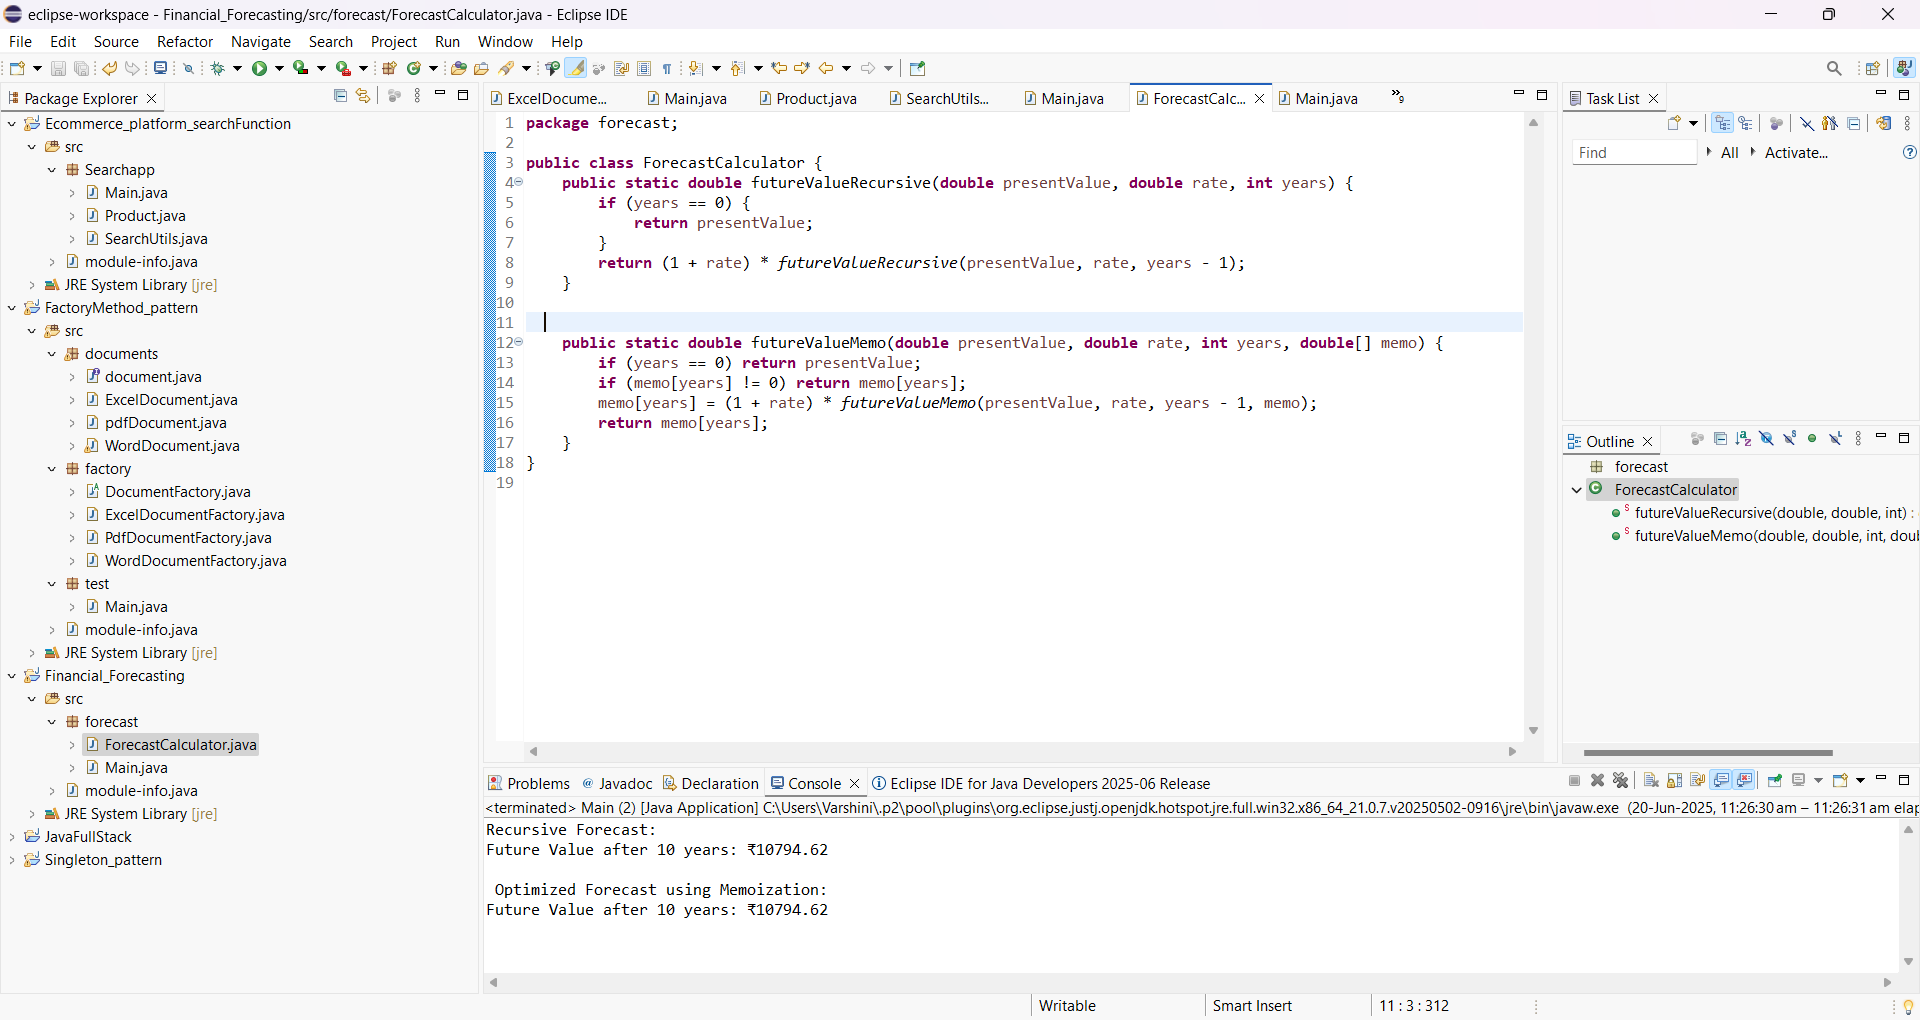 eclipse-workspace - Financial_Forecasting/src/forecast/ForecastCalculator.java - Eclipse IDE
File Edit Source Refactor Navigate Search Project Run Window Help
Package Explorer
Ecommerce_platform_searchFunction
src
Searchapp
Main.java
Product.java
SearchUtils.java
module-info.java
JRE System Library [jre]
FactoryMethod_pattern
src
documents
document.java
ExcelDocument.java
pdfDocument.java
WordDocument.java
factory
DocumentFactory.java
ExcelDocumentFactory.java
PdfDocumentFactory.java
WordDocumentFactory.java
test
Main.java
module-info.java
JRE System Library [jre]
Financial_Forecasting
src
forecast
ForecastCalculator.java
Main.java
module-info.java
JRE System Library [jre]
JavaFullStack
Singleton_pattern
ExcelDocume... Main.java Product.java SearchUtils... Main.java ForecastCalc... Main.java »9
1 package forecast;
2
3 public class ForecastCalculator {
4 public static double futureValueRecursive(double presentValue, double rate, int years) {
5 if (years == 0) {
6 return presentValue;
7 }
8 return (1 + rate) * futureValueRecursive(presentValue, rate, years - 1);
9 }
10
11
12 public static double futureValueMemo(double presentValue, double rate, int years, double[] memo) {
13 if (years == 0) return presentValue;
14 if (memo[years] != 0) return memo[years];
15 memo[years] = (1 + rate) * futureValueMemo(presentValue, rate, years - 1, memo);
16 return memo[years];
17 }
18 }
19
Task List
Find All Activate...
Outline
forecast
ForecastCalculator
futureValueRecursive(double, double, int) :
futureValueMemo(double, double, int, doul
Problems Javadoc Declaration Console Eclipse IDE for Java Developers 2025-06 Release
<terminated> Main (2) [Java Application] C:\Users\Varshini\.p2\pool\plugins\org.eclipse.justj.openjdk.hotspot.jre.full.win32.x86_64_21.0.7.v20250502-0916\jre\bin\javaw.exe (20-Jun-2025, 11:26:30 am – 11:26:31 am elap
Recursive Forecast:
Future Value after 10 years: ₹10794.62
Optimized Forecast using Memoization:
Future Value after 10 years: ₹10794.62
Writable Smart Insert 11 : 3 : 312